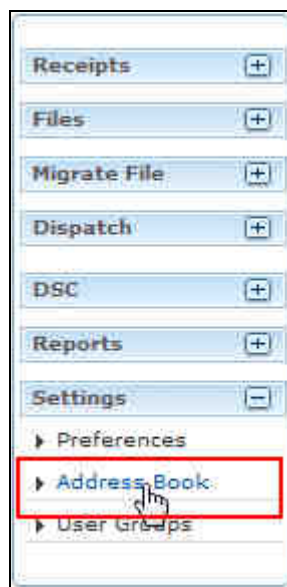 Receipts
Files
Migrate File
Dispatch
DSC
Reports
Settings
Preferences
Address Book
User Groups